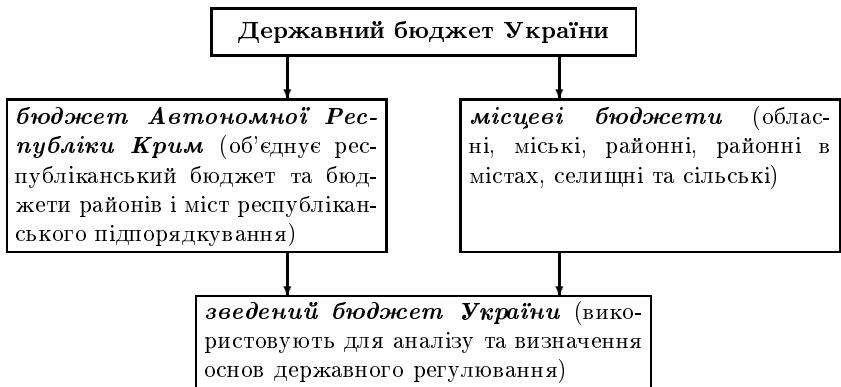 Державний бюджет України
бюджет Автономної Рес-
публіки Крим (об'єднує рес-
публіканський бюджет та бюд-
жети районів і міст республікан-
ського підпорядкування)
місцеві бюджети (облас-
ні, міські, районні, районні в
містах, селищні та сільські)
зведений бюджет України (вико-
ристовують для аналізу та визначення
основ державного регулювання)